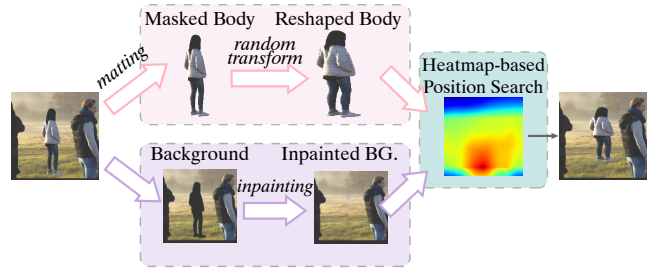 Masked Body
Reshaped Body
matting
random
transform
Heatmap-based
Position Search
Background
Inpainted BG.
inpainting